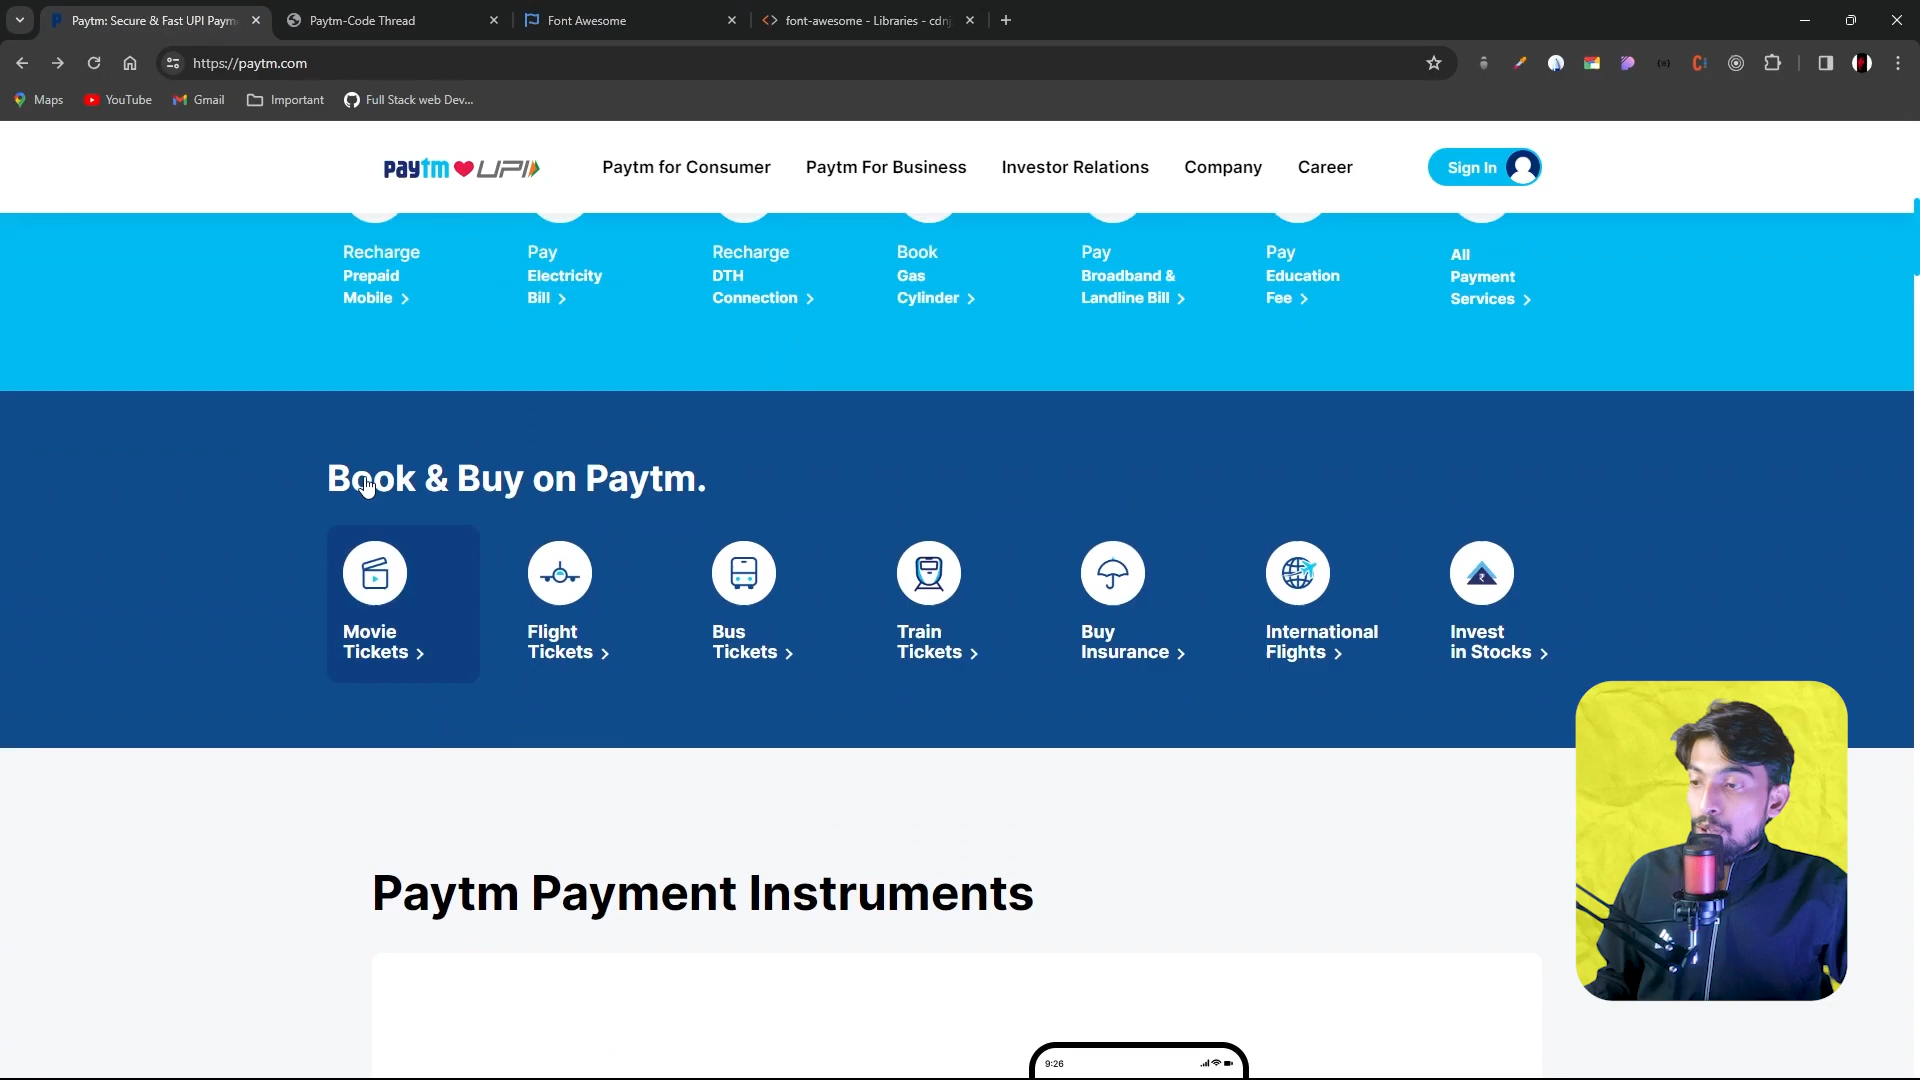 Paytm: Secure & Fast UPI Paym
Paytm-Code Thread
Font Awesome
font-awesome - Libraries - cdnj
https://paytm.com
Maps
YouTube
Gmail
Important
Full Stack web Dev...
paytm UPI
Paytm for Consumer
Paytm For Business
Investor Relations
Company
Career
Sign In
Recharge
Prepaid
Mobile >
Pay
Electricity
Bill >
Recharge
DTH
Connection >
Book
Gas
Cylinder >
Pay
Broadband &
Landline Bill >
Pay
Education
Fee >
All
Payment
Services >
Book & Buy on Paytm.
Movie
Tickets >
Flight
Tickets >
Bus
Tickets >
Train
Tickets >
Buy
Insurance >
International
Flights >
Invest
in Stocks >
Paytm Payment Instruments
9:26